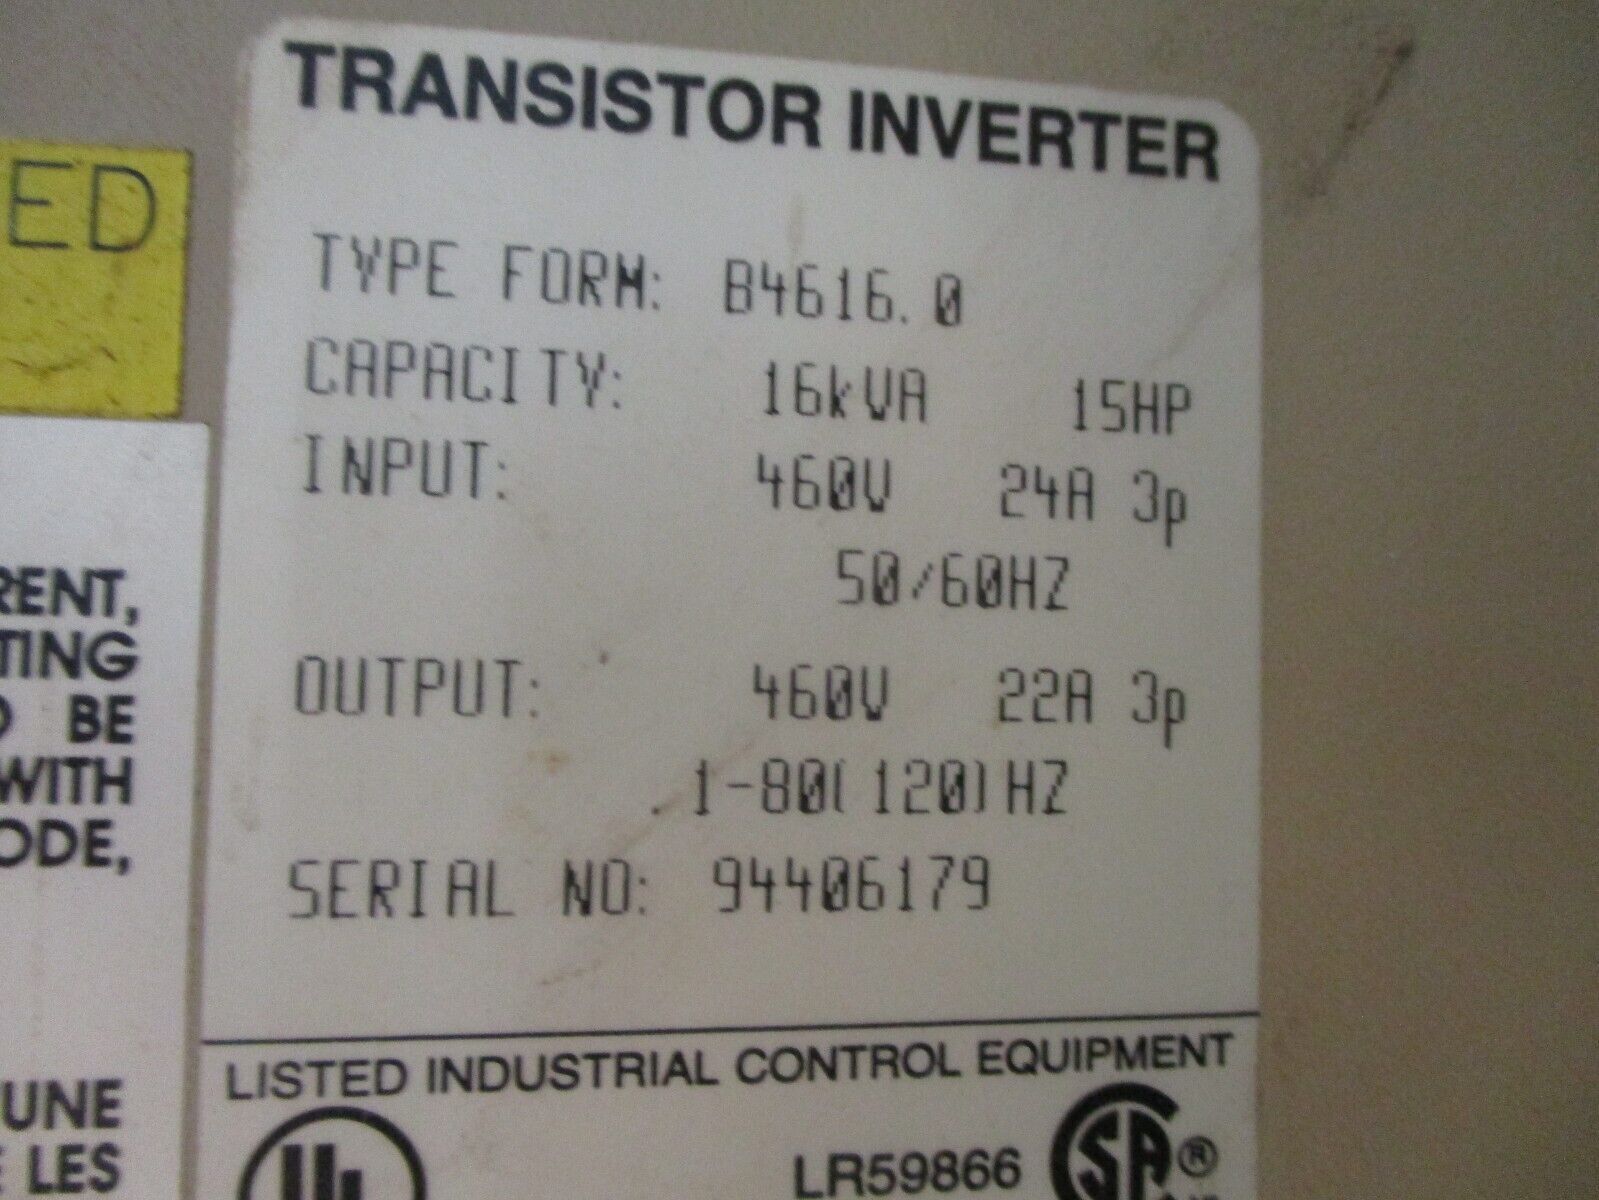 TRANSISTOR INVERTER
TYPE FORM: B4616.0
CAPACITY: 16kVA 15HP
INPUT: 460V 24A 3p
50/60HZ
OUTPUT: 460V 22A 3p
.1-80(120)HZ
SERIAL NO: 94406179
LISTED INDUSTRIAL CONTROL EQUIPMENT
UL
LR59866 SA®
ED
RENT,
TING
BE
WITH
ODE,
UNE
LES